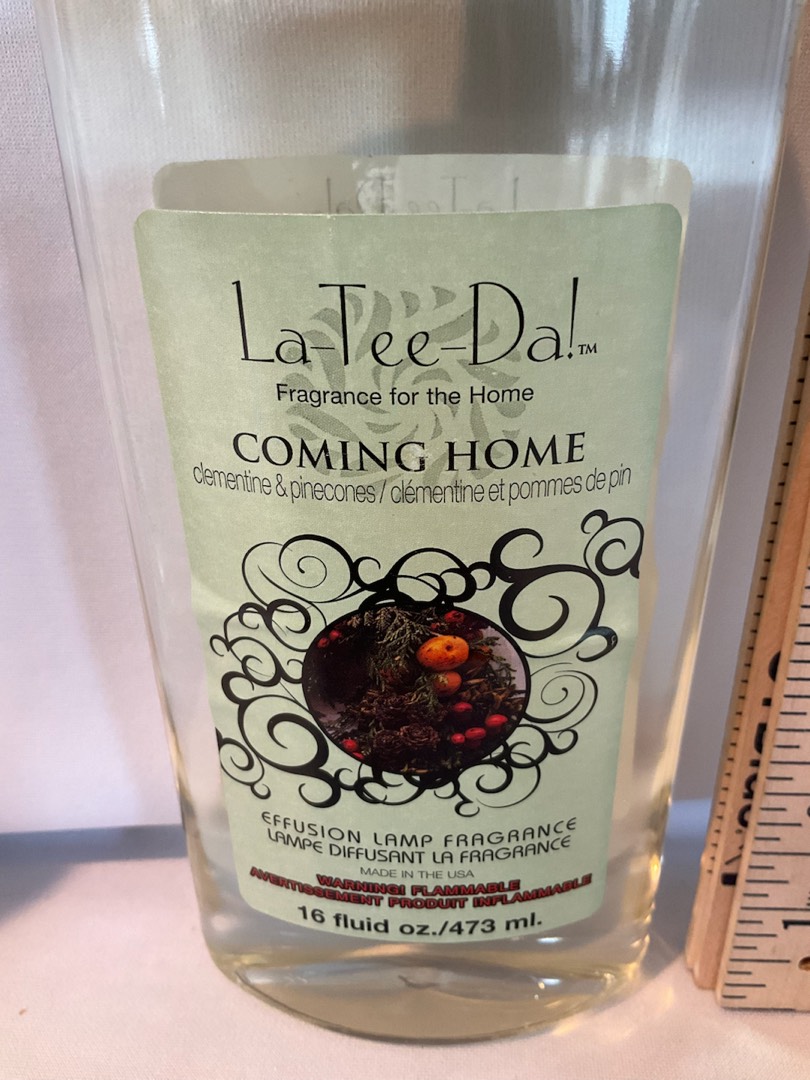 La-Tee-Da!™
Fragrance for the Home
COMING HOME
clementine & pinecones / clémentine et pommes de pin
EFFUSION LAMP FRAGRANCE
LAMPE DIFFUSANT LA FRAGRANCE
MADE IN THE USA
WARNING! FLAMMABLE
AVERTISSEMENT PRODUIT INFLAMMABLE
16 fluid oz./473 ml.
1